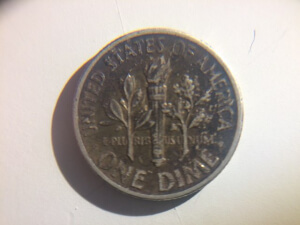 UNITED STATES OF AMERICA
E PLURIBUS UNUM
ONE DIME